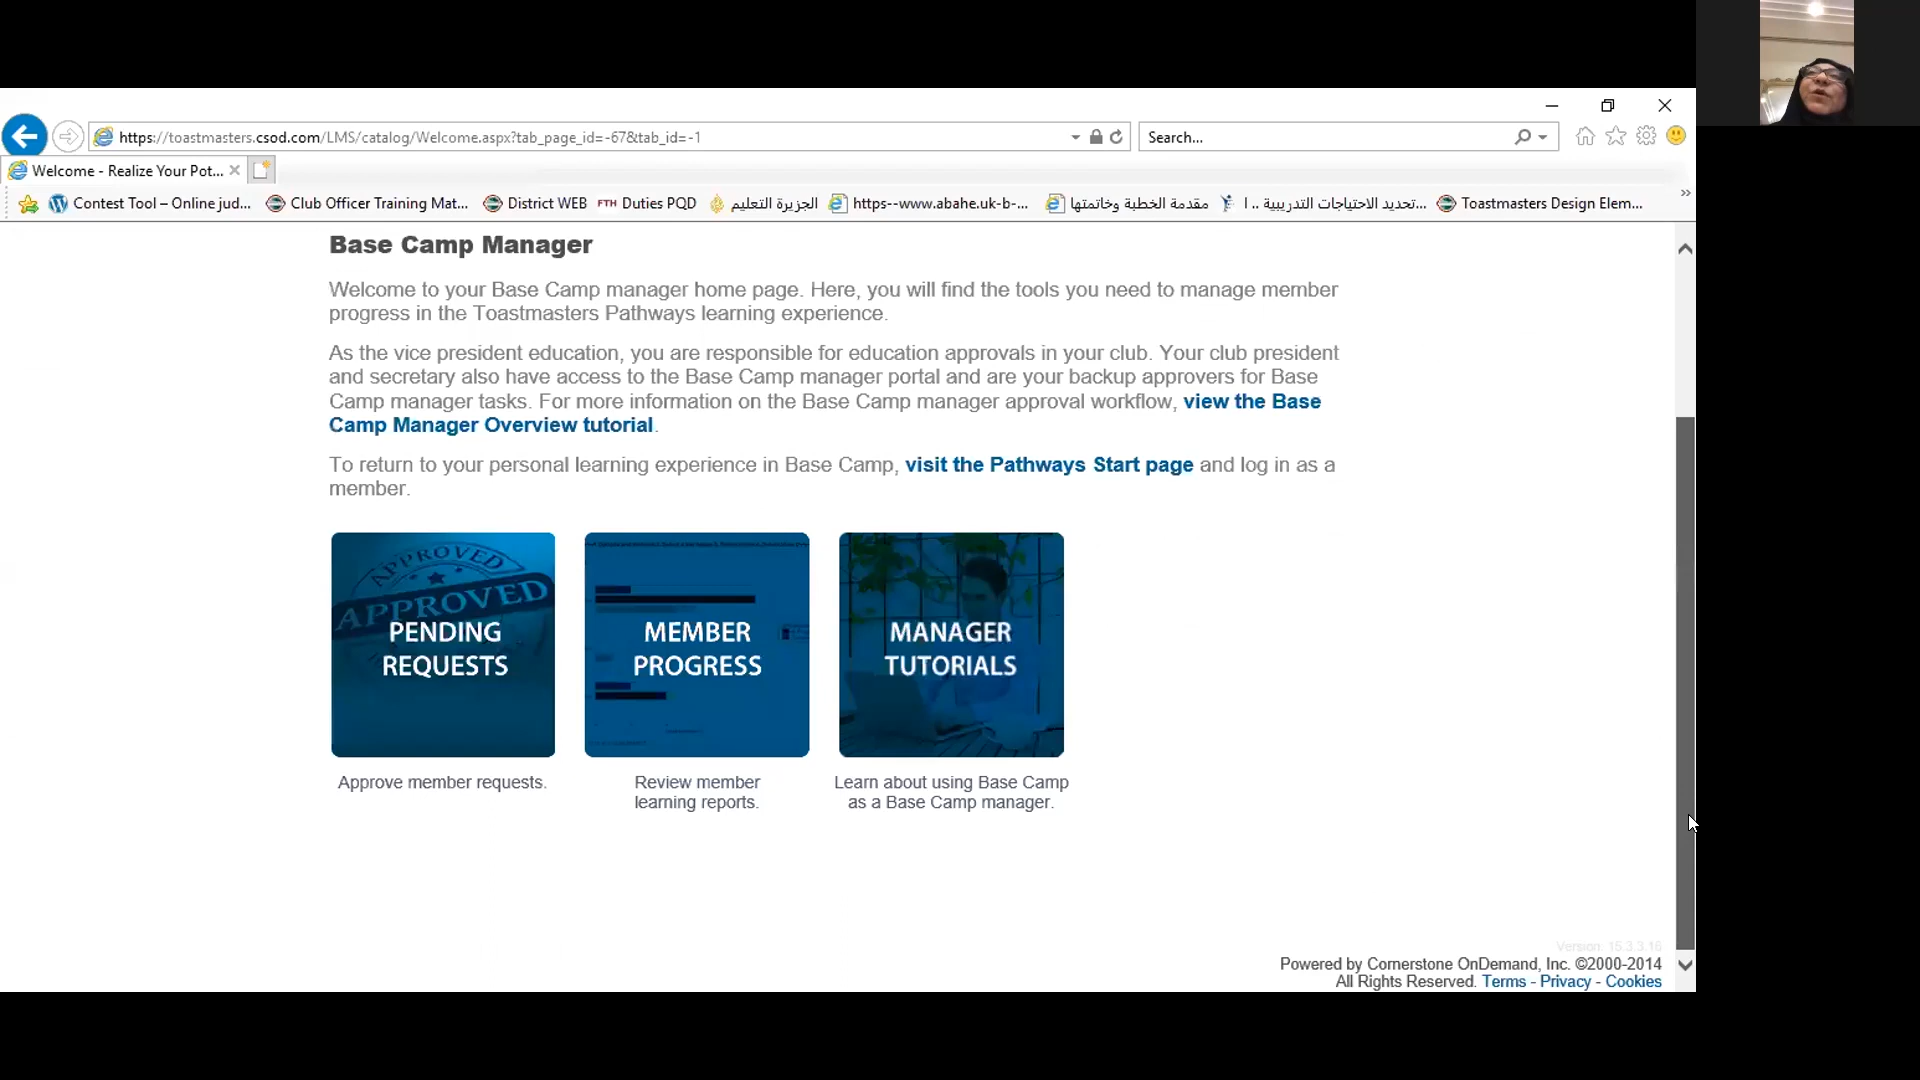 https://toastmasters.csod.com/LMS/catalog/Welcome.aspx?tab_page_id=-67&tab_id=-1
Search...
Welcome - Realize Your Pot...
Contest Tool – Online jud... Club Officer Training Mat... District WEB FTH Duties PQD الجزيرة التعليم https--www.abahe.uk-b-... مقدمة الخطبة وخاتمتها تحديد الاحتياجات التدريبية .. ا... Toastmasters Design Elem...
Base Camp Manager
Welcome to your Base Camp manager home page. Here, you will find the tools you need to manage member
progress in the Toastmasters Pathways learning experience.
As the vice president education, you are responsible for education approvals in your club. Your club president
and secretary also have access to the Base Camp manager portal and are your backup approvers for Base
Camp manager tasks. For more information on the Base Camp manager approval workflow, view the Base
Camp Manager Overview tutorial.
To return to your personal learning experience in Base Camp, visit the Pathways Start page and log in as a
member.
APPROVED
APPROVED
PENDING
REQUESTS
MEMBER
PROGRESS
MANAGER
TUTORIALS
Approve member requests.
Review member
learning reports.
Learn about using Base Camp
as a Base Camp manager.
Version: 15.3.3.16
Powered by Cornerstone OnDemand, Inc. ©2000-2014
All Rights Reserved. Terms - Privacy - Cookies